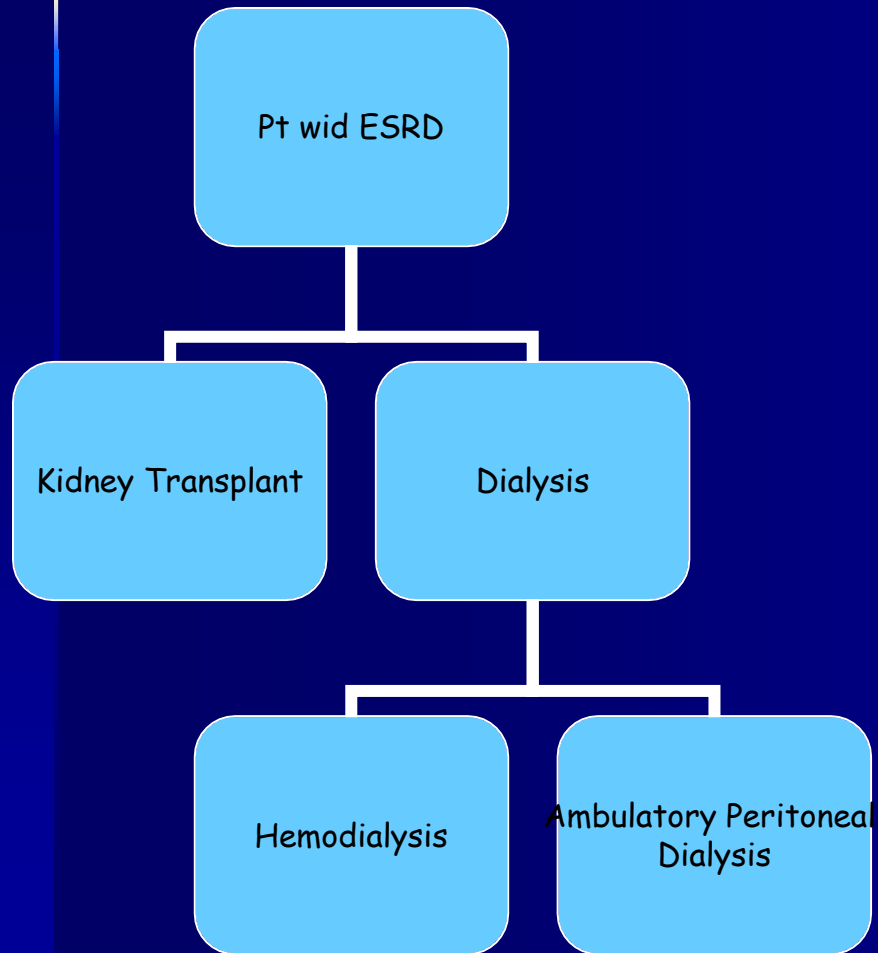 Pt wid ESRD
Kidney Transplant
Dialysis
Hemodialysis
Ambulatory Peritoneal
Dialysis